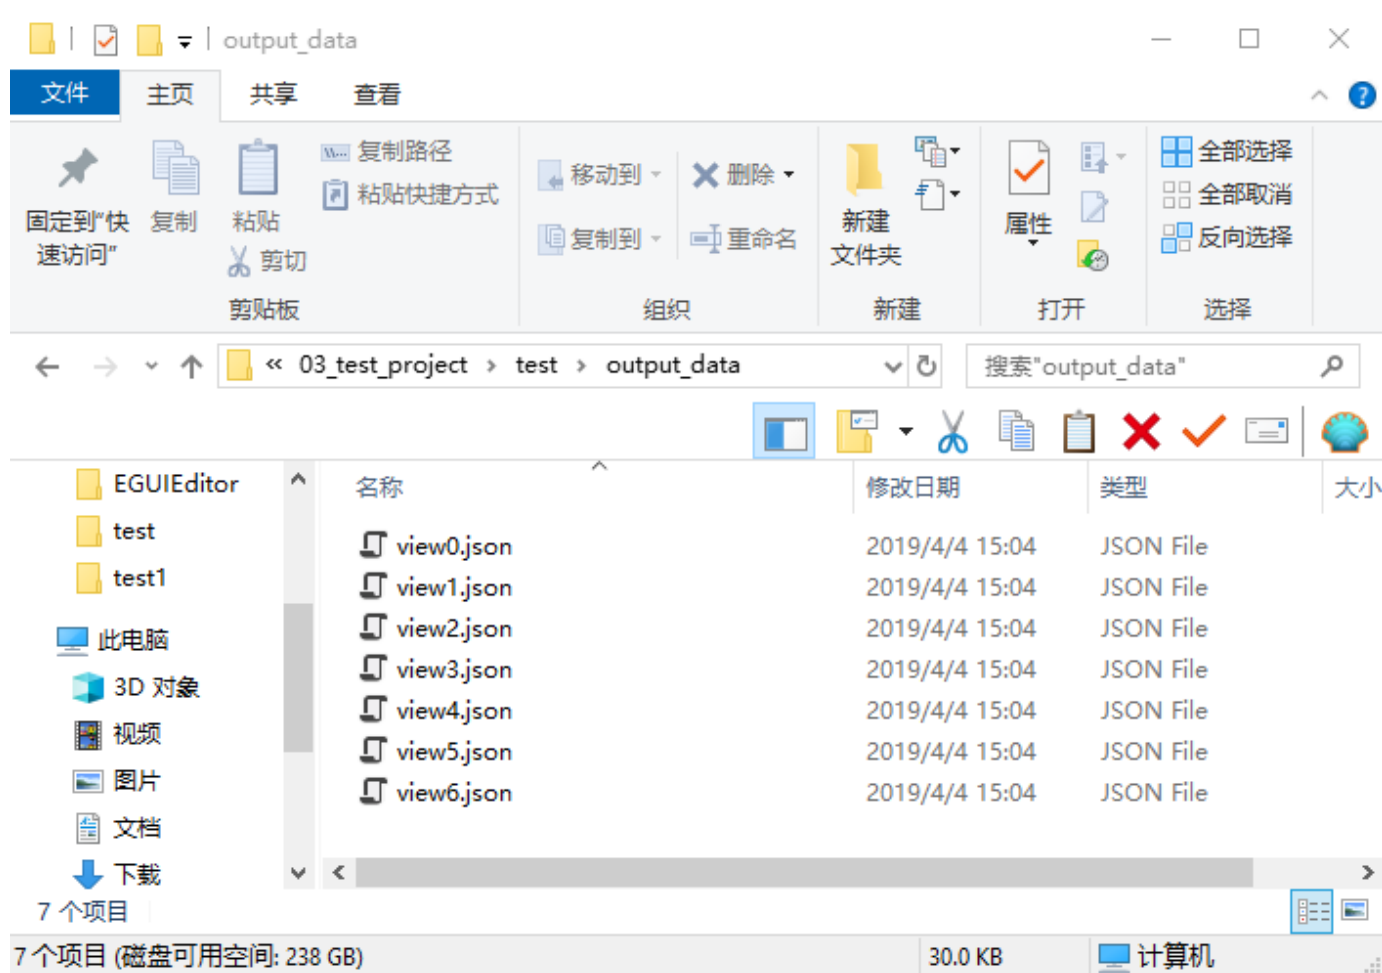 output_data
文件 主页 共享 查看
固定到“快速访问”
复制
粘贴
复制路径
粘贴快捷方式
剪切
剪贴板
移动到
复制到
删除
重命名
组织
新建文件夹
新建
属性
打开
全部选择
全部取消
反向选择
选择
« 03_test_project › test › output_data
搜索"output_data"
EGUIEditor
test
test1
此电脑
3D 对象
视频
图片
文档
下载
名称 修改日期 类型 大小
view0.json 2019/4/4 15:04 JSON File
view1.json 2019/4/4 15:04 JSON File
view2.json 2019/4/4 15:04 JSON File
view3.json 2019/4/4 15:04 JSON File
view4.json 2019/4/4 15:04 JSON File
view5.json 2019/4/4 15:04 JSON File
view6.json 2019/4/4 15:04 JSON File
7 个项目
7 个项目 (磁盘可用空间: 238 GB) 30.0 KB 计算机